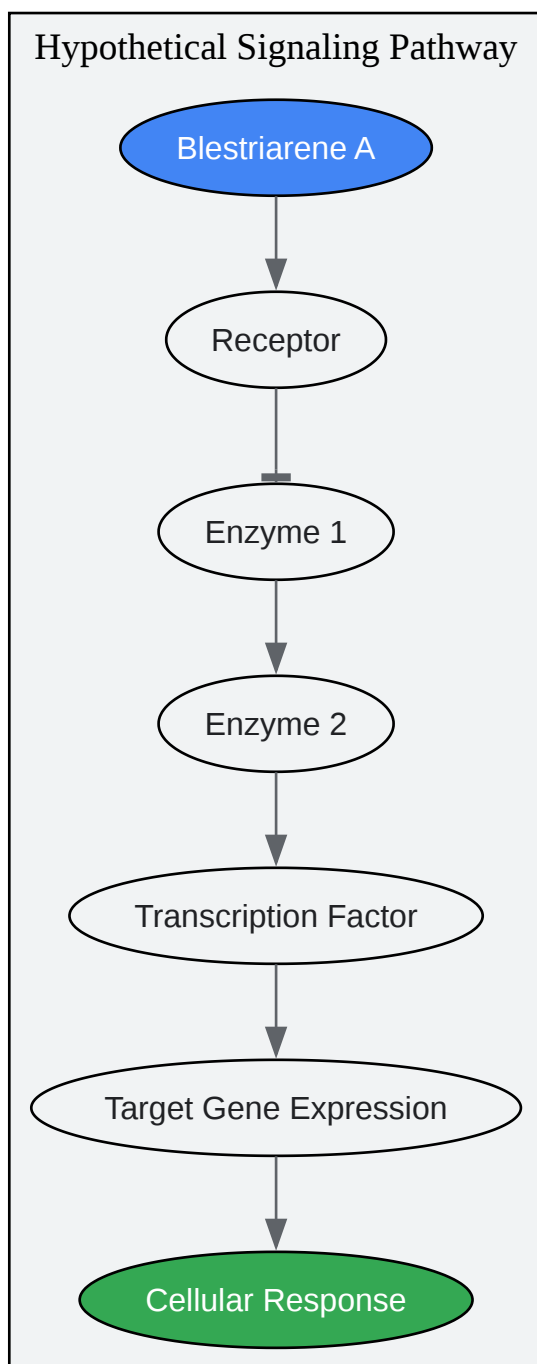 Hypothetical Signaling Pathway
Blestriarene A
Receptor
Enzyme 1
Enzyme 2
Transcription Factor
Target Gene Expression
Cellular Response